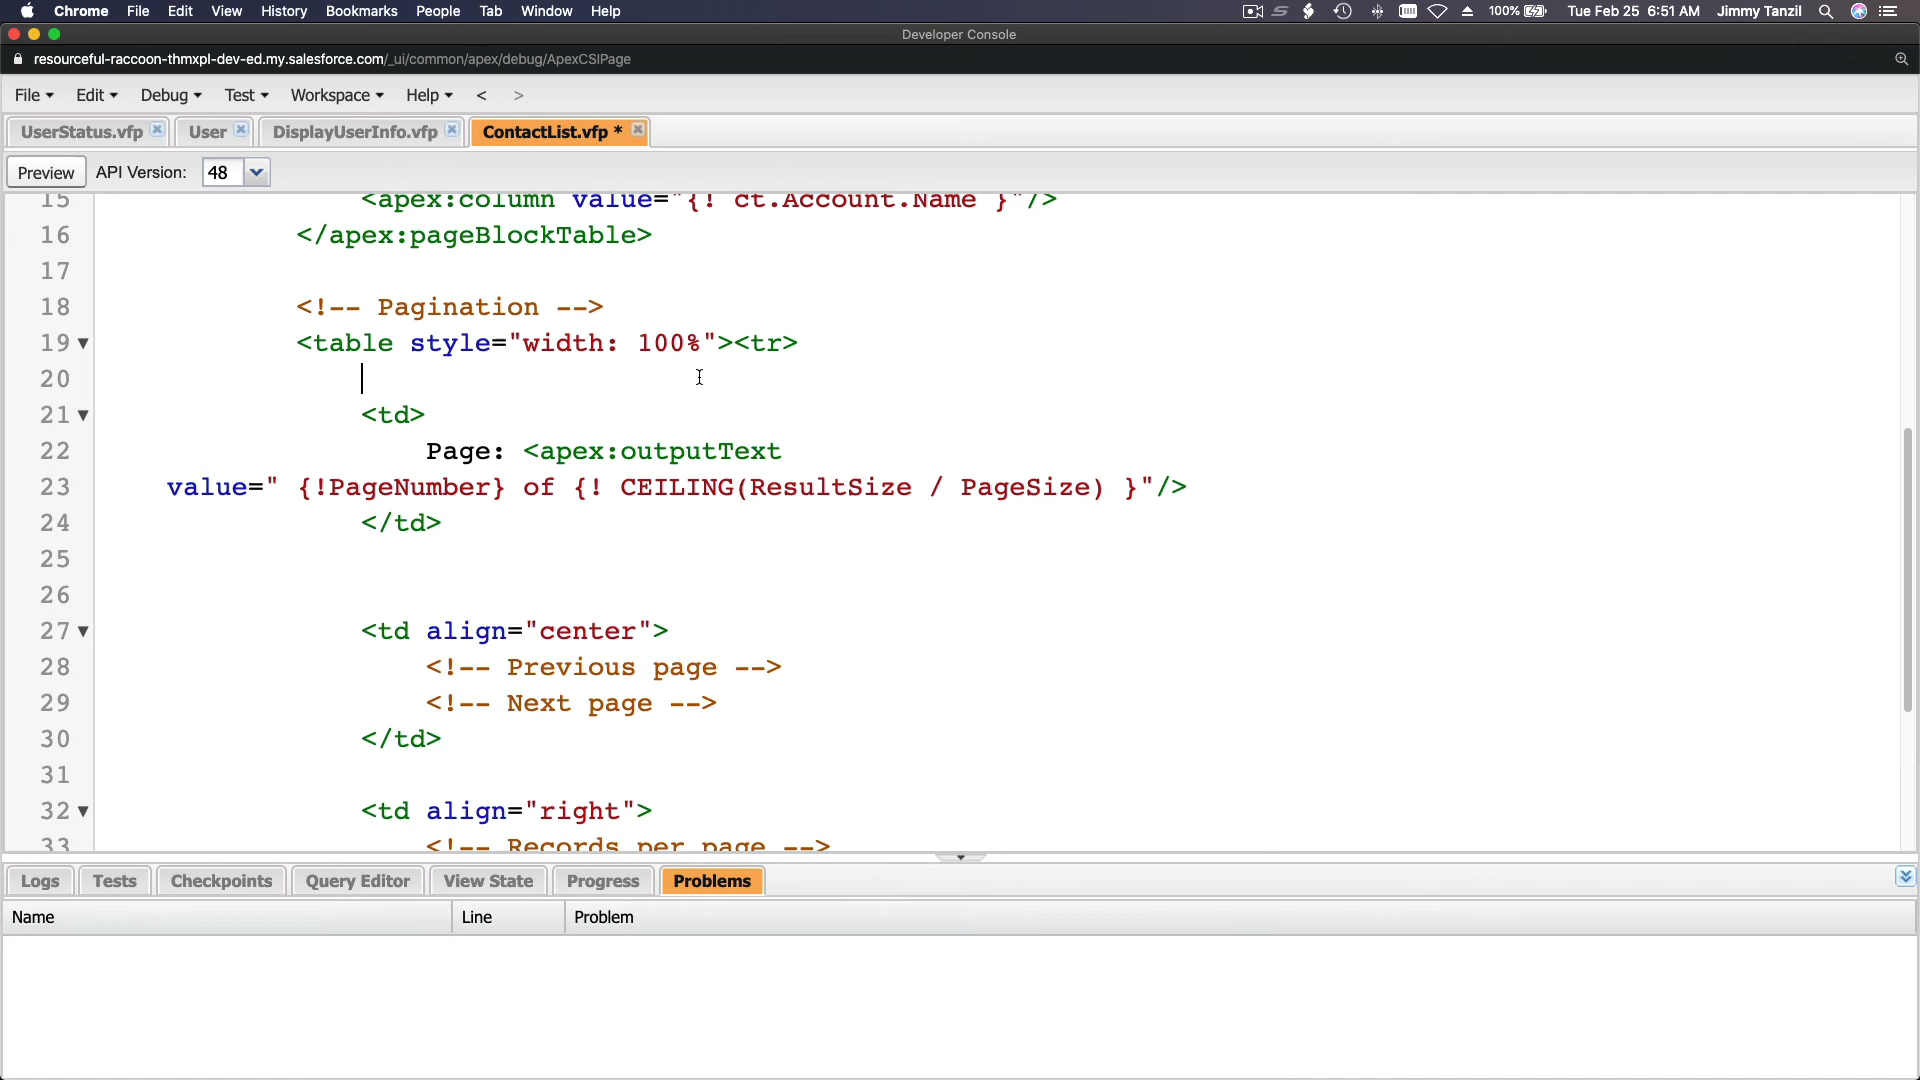 Chrome File Edit View History Bookmarks People Tab Window Help 100% Tue Feb 25 6:51 AM Jimmy Tanzil
Developer Console
resourceful-raccoon-thmxpl-dev-ed.my.salesforce.com/_ui/common/apex/debug/ApexCSIPage
File Edit Debug Test Workspace Help < >
UserStatus.vfp User DisplayUserInfo.vfp ContactList.vfp *
Preview API Version: 48
15 <apex:column value="{! ct.Account.Name }"/>
16 </apex:pageBlockTable>
17
18 <!-- Pagination -->
19 <table style="width: 100%"><tr>
20
21 <td>
22 Page: <apex:outputText
23 value=" {!PageNumber} of {! CEILING(ResultSize / PageSize) }"/>
24 </td>
25
26
27 <td align="center">
28 <!-- Previous page -->
29 <!-- Next page -->
30 </td>
31
32 <td align="right">
33 <!-- Records per page -->
Logs Tests Checkpoints Query Editor View State Progress Problems
Name Line Problem